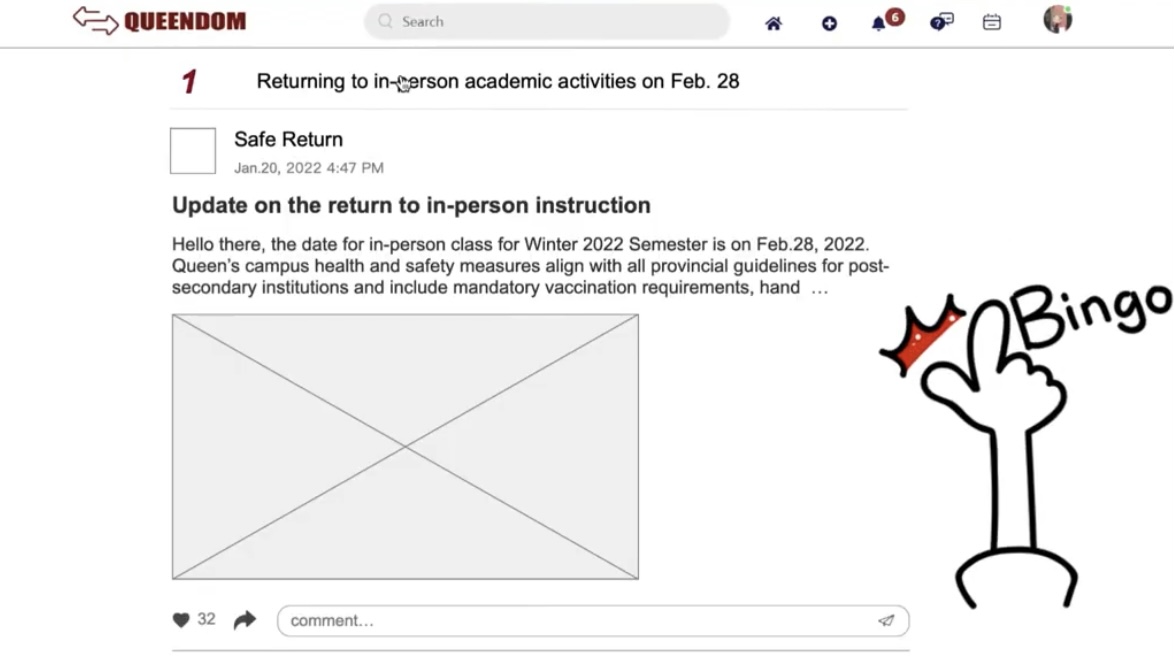 QUEENDOM
Search
6
1
Returning to in-person academic activities on Feb. 28
Safe Return
Jan.20, 2022 4:47 PM
Update on the return to in-person instruction
Hello there, the date for in-person class for Winter 2022 Semester is on Feb.28, 2022.
Queen's campus health and safety measures align with all provincial guidelines for post-
secondary institutions and include mandatory vaccination requirements, hand ...
Bingo
32
comment...